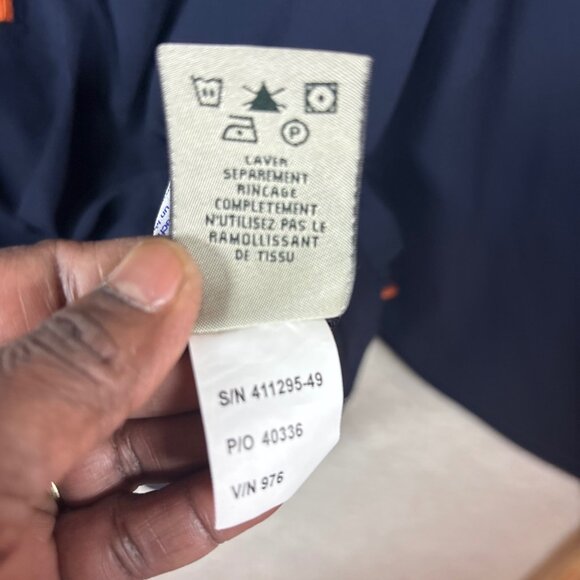 P
LAVER
SEPAREMENT
RINCAGE
COMPLETEMENT
N'UTILISEZ PAS LE
RAMOLLISSANT
DE TISSU
S/N 411295-49
P/O 40336
V/N 976